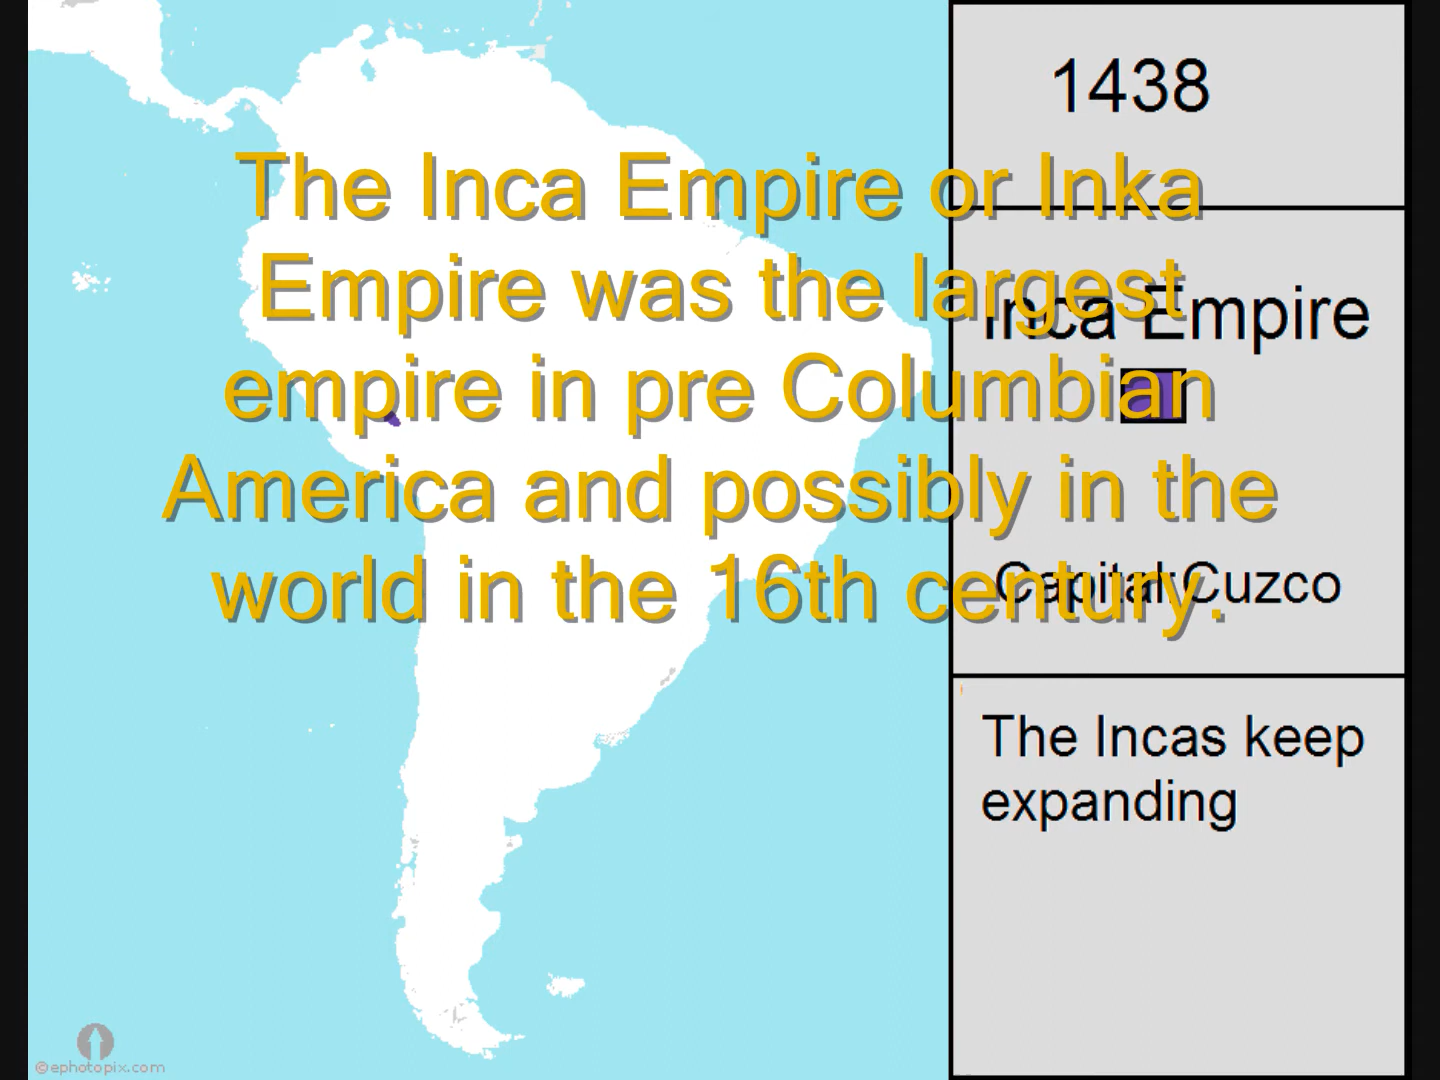 The Inca Empire or Inka
Empire was the largest
empire in pre Columbian
America and possibly in the
world in the 16th century.
1438
Inca Empire
Capital:Cuzco
The Incas keep
expanding
©ephotopix.com